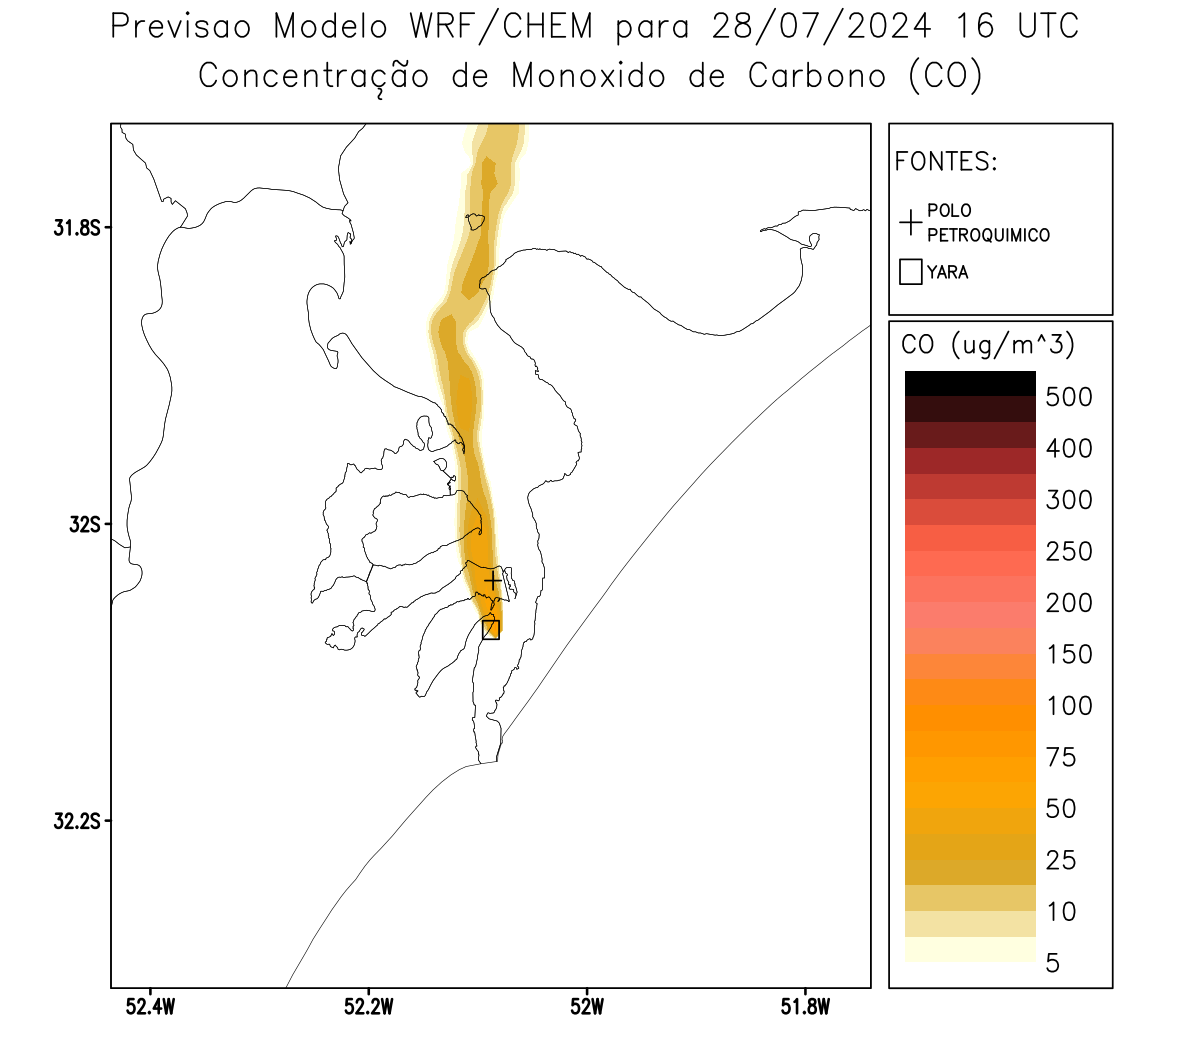 Previsao Modelo WRF/CHEM para 28/07/2024 16 UTC
Concentração de Monoxido de Carbono (CO)
FONTES:
POLO
PETROQUIMICO
YARA
CO (ug/m^3)
500
400
300
250
200
150
100
75
50
25
10
5
31.8S
32S
32.2S
52.4W
52.2W
52W
51.8W